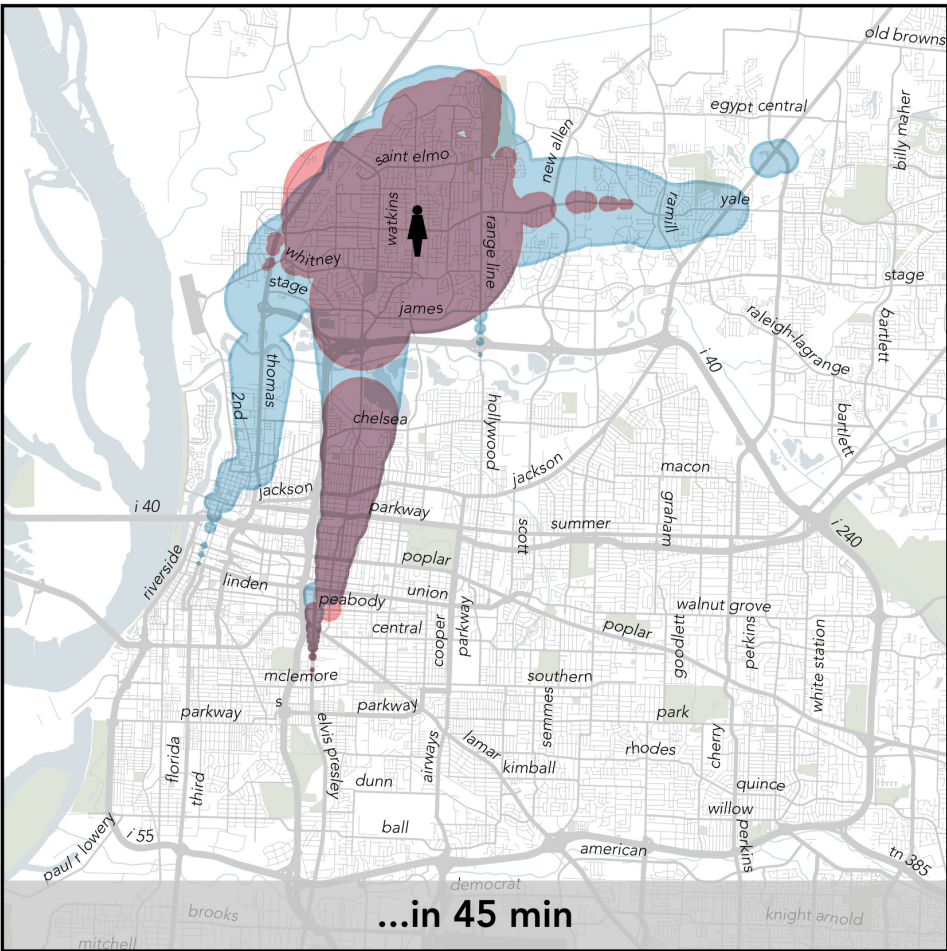 old browns
egypt central
billy maher
new allen
saint elmo
watkins
ramill
yale
range line
whitney
stage
stage
james
raleigh-lagrange
bartlett
i 40
thomas
2nd
chelsea
hollywood
bartlett
jackson
macon
jackson
graham
i 40
parkway
scott
summer
i 240
riverside
poplar
linden
union
peabody
walnut grove
central
cooper
parkway
poplar
goodlett
perkins
white station
mclemore
southern
s
parkway
parkway
semmes
park
florida
third
elvis presley
airways
lamar
kimball
rhodes
cherry
dunn
quince
willow
perkins
ball
i 55
paul r lowery
american
tn 385
democrat
...in 45 min
brooks
knight arnold
mitchell